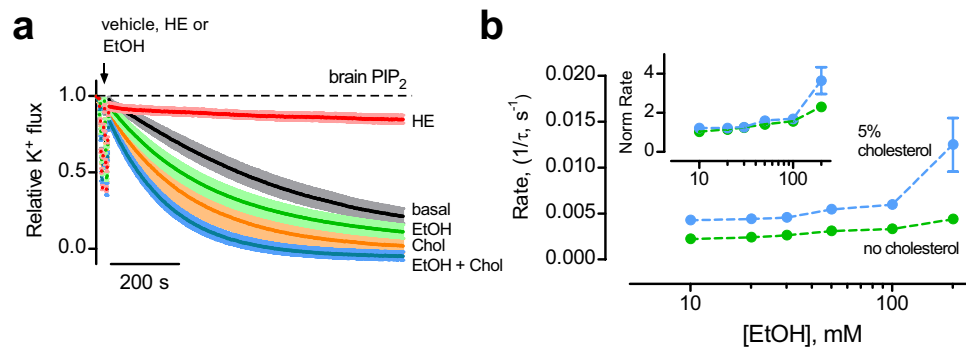 a
vehicle, HE or
EtOH
brain PIP2
1.0
0.5
0.0
Relative K+ flux
HE
basal
EtOH
Chol
EtOH + Chol
200 s
b
0.020
0.015
0.010
0.005
0.000
Rate, (1/τ, s-1)
4
2
0
Norm Rate
10
100
5%
cholesterol
no cholesterol
10
100
[EtOH], mM